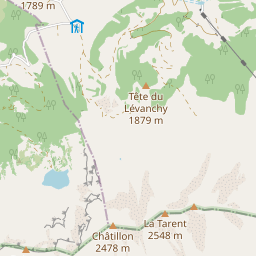 1789 m
Tête du
Lévanchy
1879 m
La Tarent
2548 m
Châtillon
2478 m